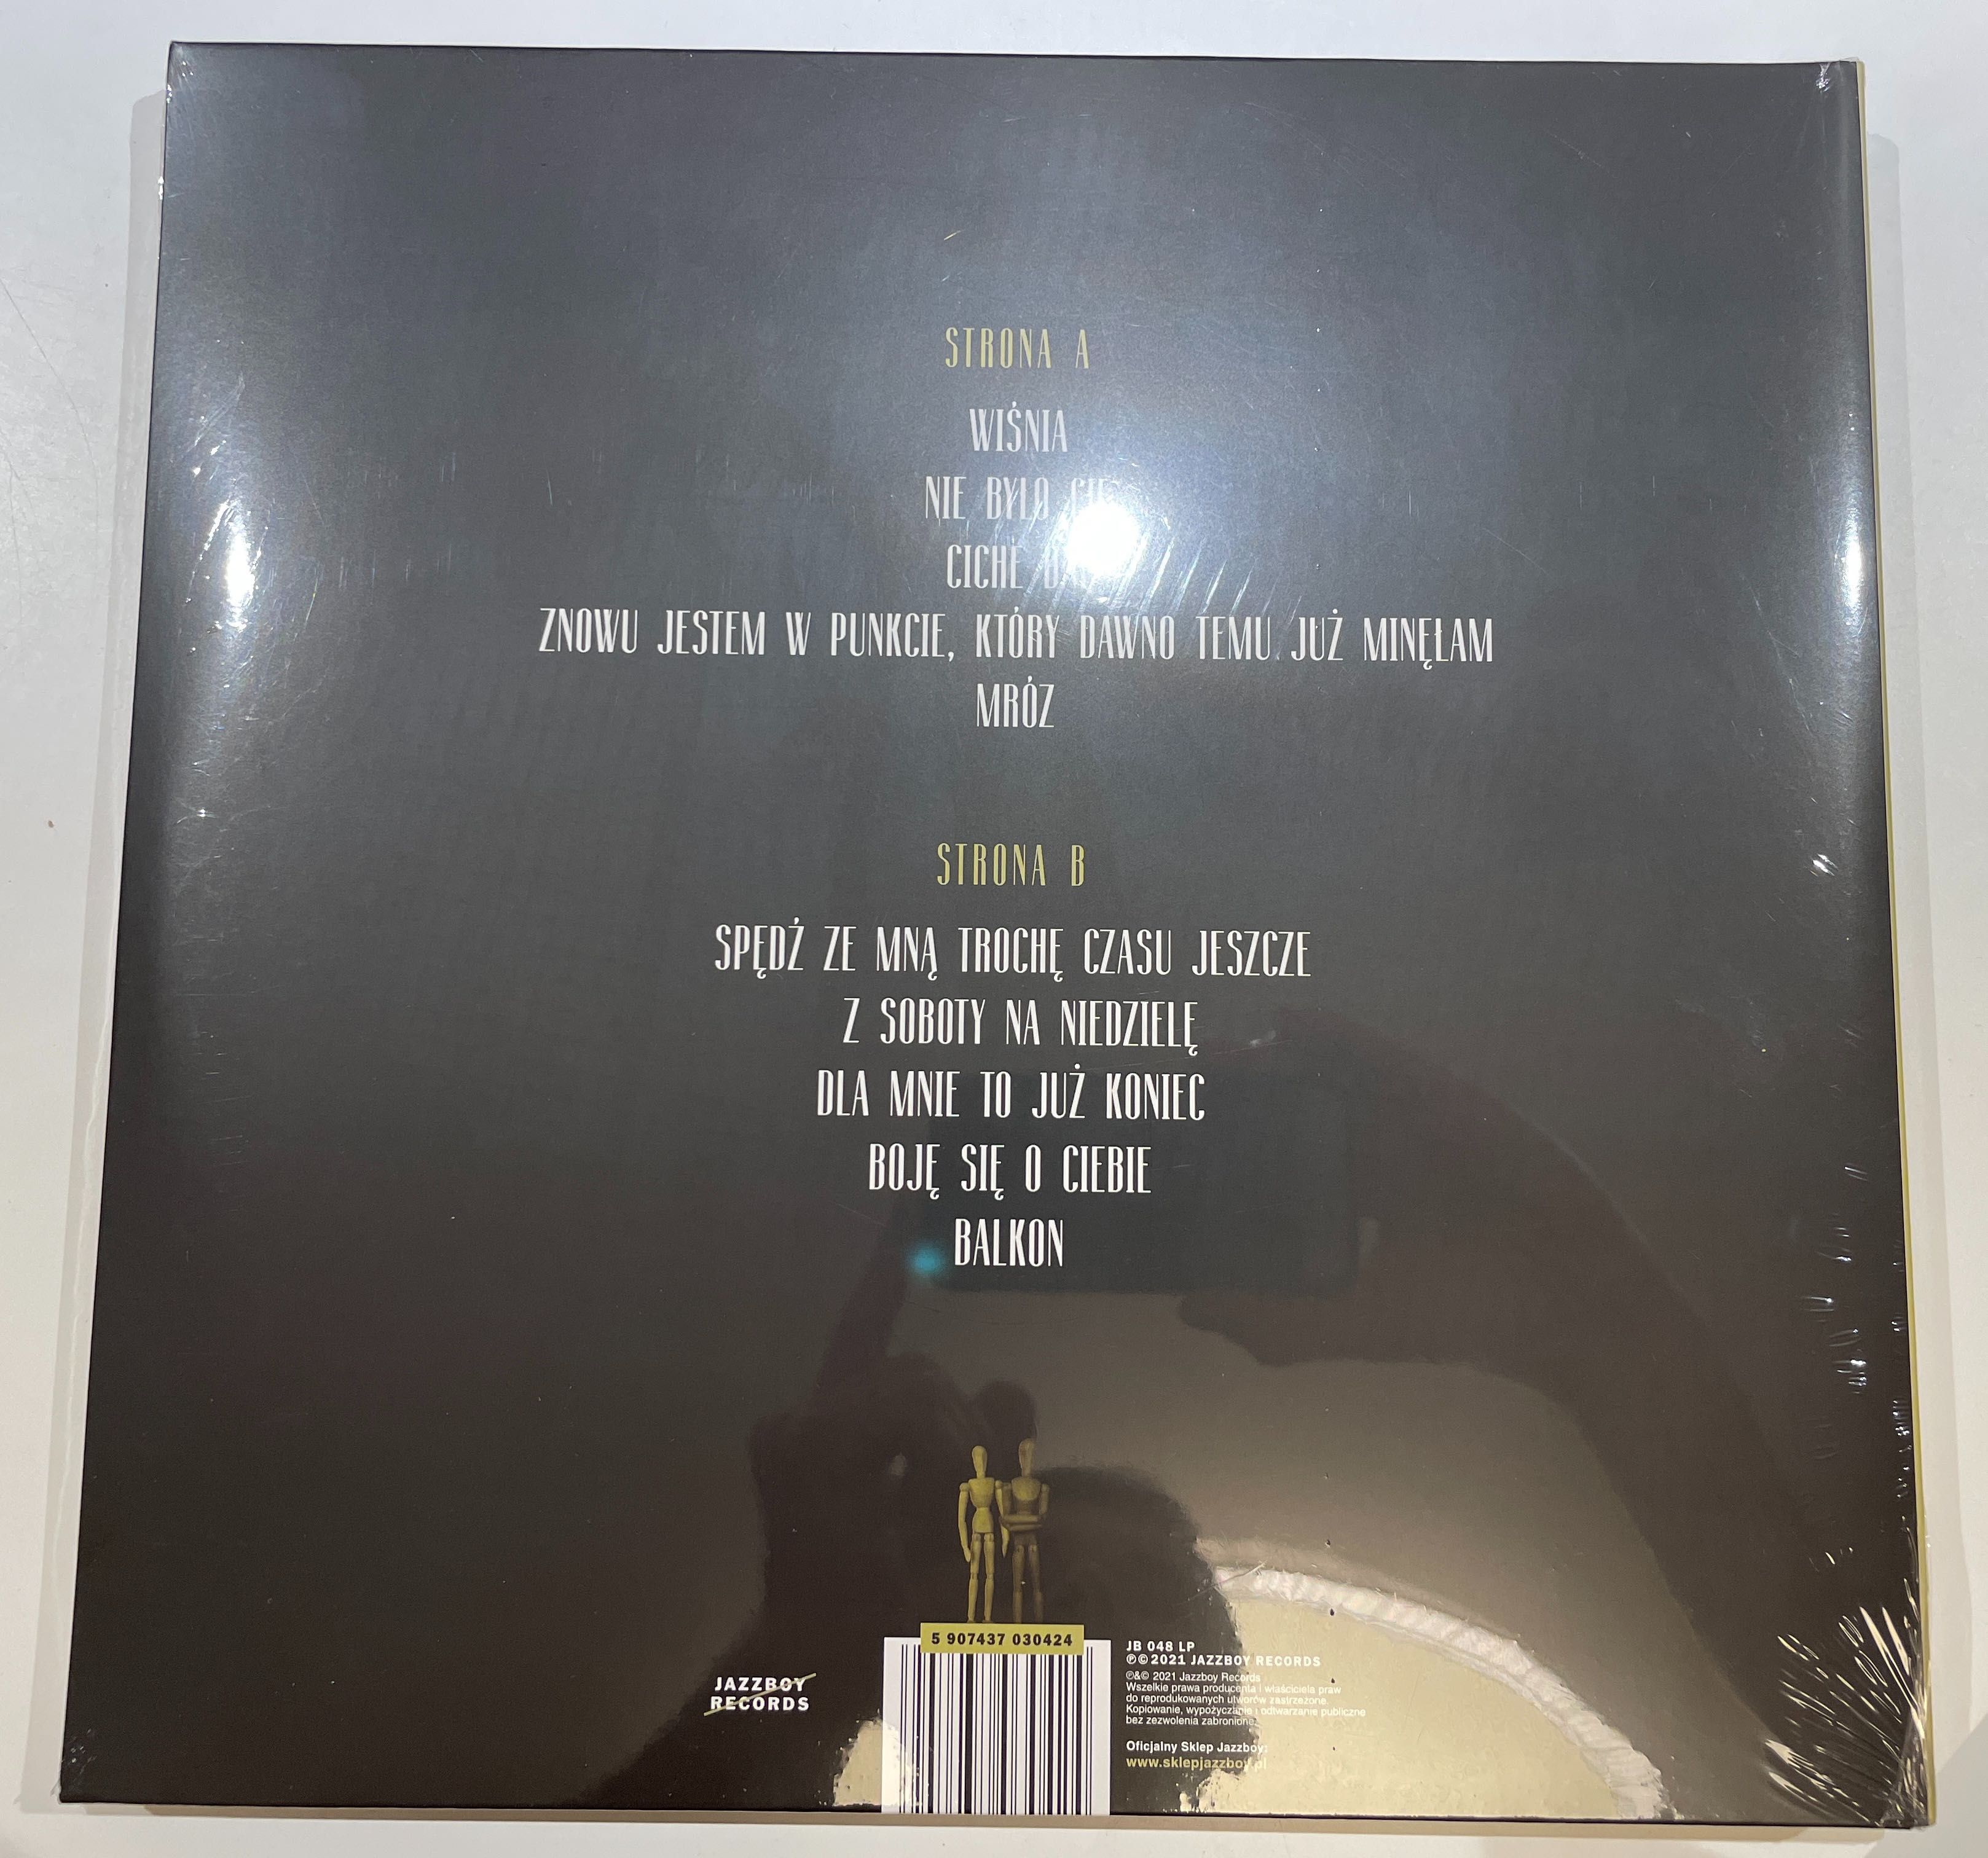 STRONA A
WIŚNIA
NIE BYŁO CIE
CICHE
ZNOWU JESTEM W PUNKCIE, KTÓRY DAWNO TEMU JUŻ MINĘŁAM
MRÓZ
STRONA B
SPĘDŹ ZE MNĄ TROCHĘ CZASU JESZCZE
Z SOBOTY NA NIEDZIELĘ
DLA MNIE TO JUŻ KONIEC
BOJĘ SIĘ O CIEBIE
BALKON
5 907437 030424
JAZZBOY
RECORDS
JB 048 LP
℗©2021 JAZZBOY RECORDS
℗&© 2021 Jazzboy Records
Wszelkie prawa producenta i właściciela praw
do reprodukowanych utworów zastrzeżone.
Kopiowanie, wypożyczanie i odtwarzanie publiczne
bez zezwolenia zabronione.
Oficjalny Sklep Jazzboy:
www.sklepjazzboy.pl